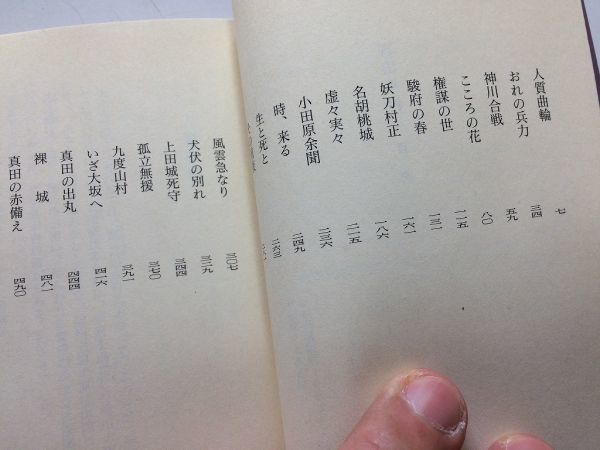 人質曲輪 七
おれの兵力 三四
神川合戦 五九
こころの花 八〇
権謀の世 一一五
駿府の春 一三一
妖刀村正 一六一
名胡桃城 一八六
虚々実々 二一五
小田原余聞 二三六
時、来る 二四九
生と死と 二六三
風雲急なり 三〇七
犬伏の別れ 三二九
上田城死守 三四四
孤立無援 三七〇
九度山村 三九一
いざ大坂へ 四一六
真田の出丸 四四四
裸城 四八一
真田の赤備え 四九〇